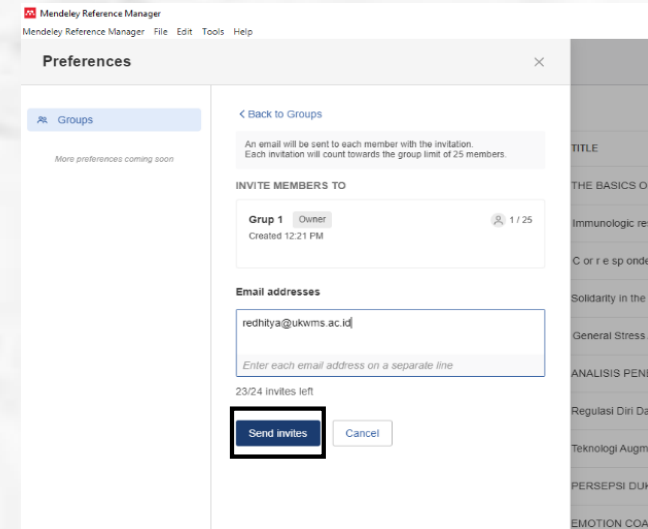 Mendeley Reference Manager
Mendeley Reference Manager File Edit Tools Help
Preferences
Groups
More preferences coming soon
Back to Groups
An email will be sent to each member with the invitation.
Each invitation will count towards the group limit of 25 members.
INVITE MEMBERS TO
Grup 1 Owner 1 / 25
Created 12:21 PM
Email addresses
redhitya@ukwms.ac.id
Enter each email address on a separate line
23/24 invites left
Send invites Cancel
TITLE
THE BASICS O
Immunologic re
C or r e sp onde
Solidarity in the
General Stress
ANALISIS PEN
Regulasi Diri Da
Teknologi Augm
PERSEPSI DUK
EMOTION COA